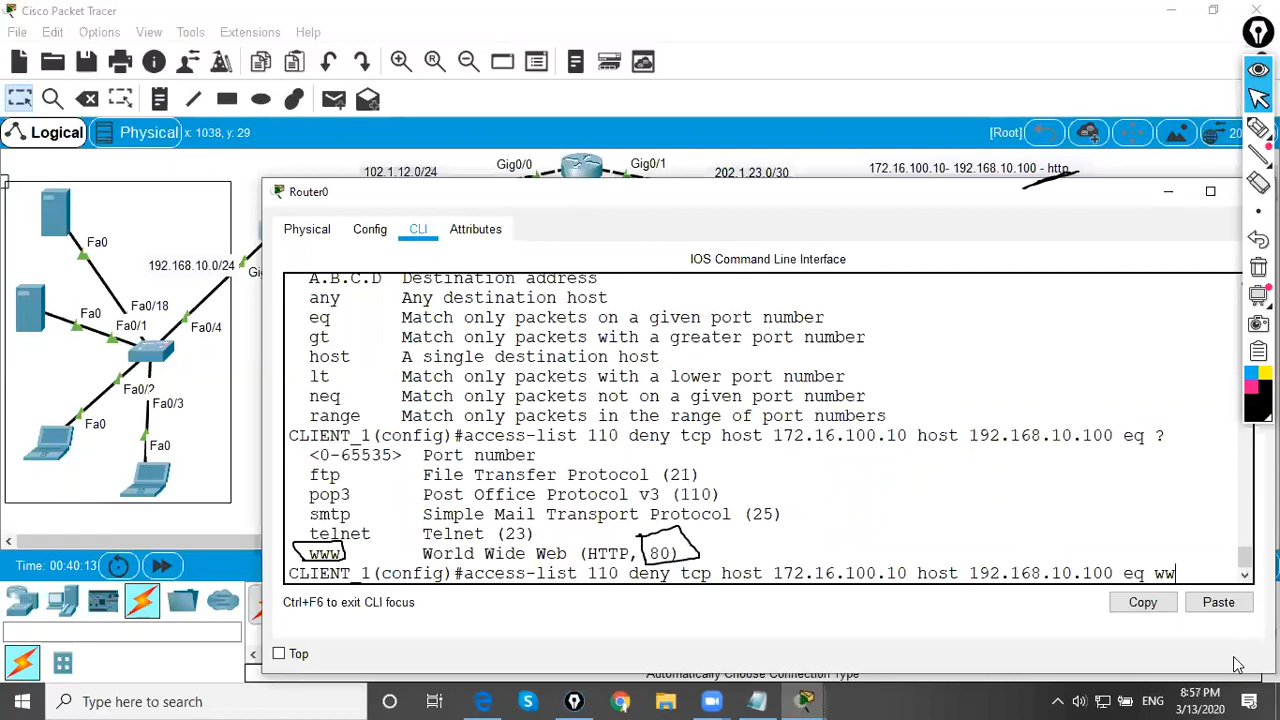 Cisco Packet Tracer
File Edit Options View Tools Extensions Help
Logical Physical x: 1038, y: 29 [Root] 20
Gig0/0 Gig0/1
102.1.12.0/24 202.1.23.0/30 172.16.100.10- 192.168.10.100 - http
Router0
Physical Config CLI Attributes
Fa0
192.168.10.0/24
Fa0/18
Fa0
Fa0/1
Fa0/4
Fa0/2
Fa0/3
Fa0
Fa0
IOS Command Line Interface
A.B.C.D Destination address
any Any destination host
eq Match only packets on a given port number
gt Match only packets with a greater port number
host A single destination host
lt Match only packets with a lower port number
neq Match only packets not on a given port number
range Match only packets in the range of port numbers
CLIENT_1(config)#access-list 110 deny tcp host 172.16.100.10 host 192.168.10.100 eq ?
<0-65535> Port number
ftp File Transfer Protocol (21)
pop3 Post Office Protocol v3 (110)
smtp Simple Mail Transport Protocol (25)
telnet Telnet (23)
www World Wide Web (HTTP, 80)
CLIENT_1(config)#access-list 110 deny tcp host 172.16.100.10 host 192.168.10.100 eq ww
Ctrl+F6 to exit CLI focus Copy Paste
Top
Time: 00:40:13
Automatically Choose Connection Type
Type here to search
ENG
8:57 PM
3/13/2020